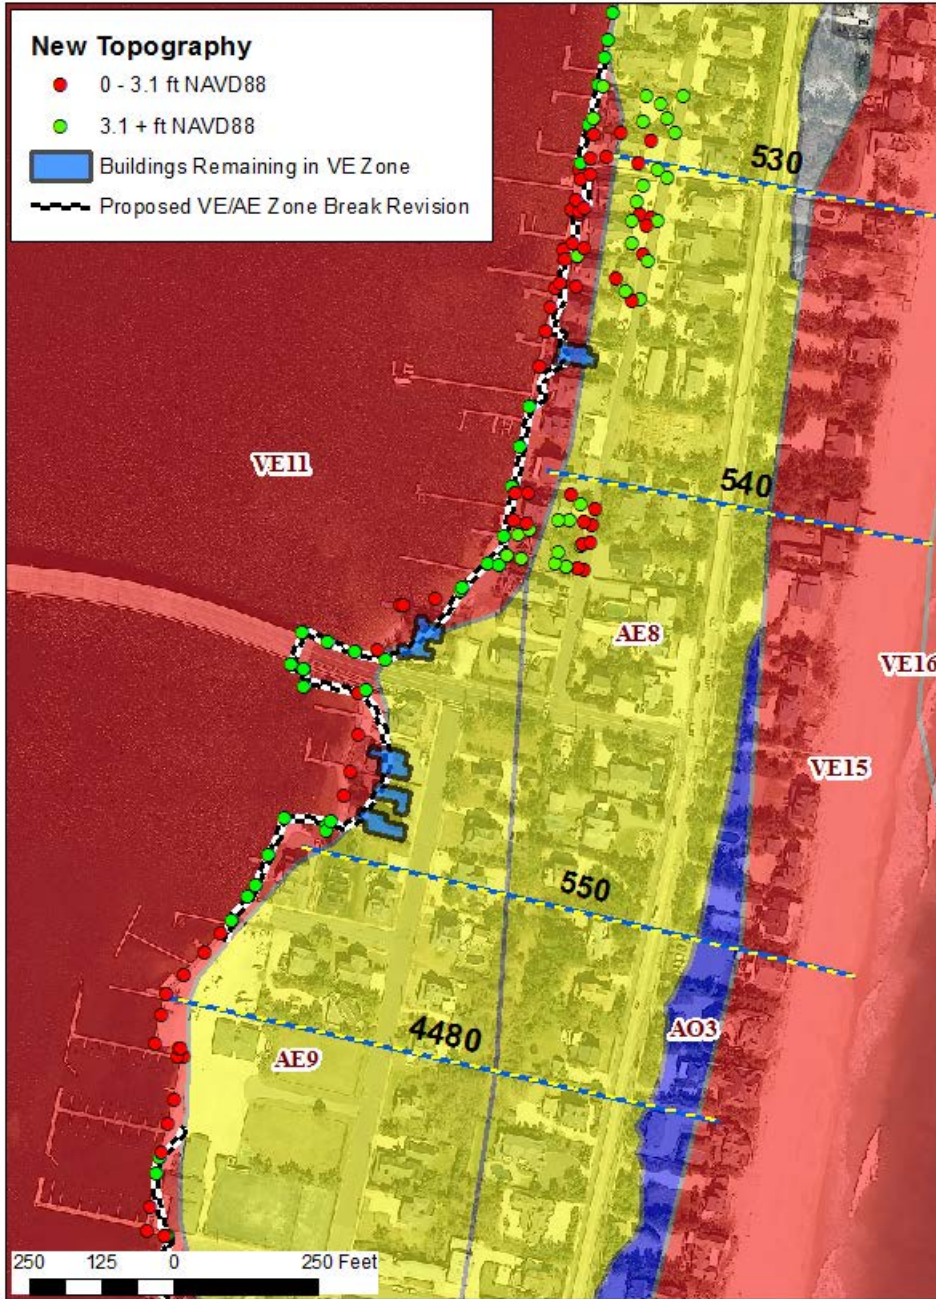 New Topography
0 - 3.1 ft NAVD88
3.1 + ft NAVD88
Buildings Remaining in VE Zone
Proposed VE/AE Zone Break Revision
530
VE11
540
AE8
VE16
VE15
550
4480
AO3
AE9
250 125 0 250 Feet